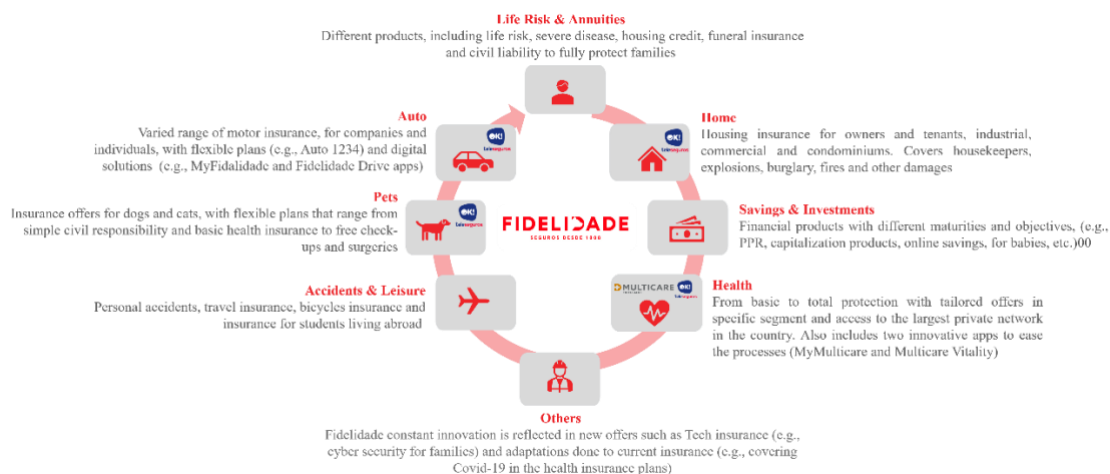 Life Risk & Annuities
Different products, including life risk, severe disease, housing credit, funeral insurance
and civil liability to fully protect families
Auto
Varied range of motor insurance, for companies and
individuals, with flexible plans (e.g., Auto 1234) and digital
solutions (e.g., MyFidalidade and Fidelidade Drive apps)
OK!
teleseguros
Home
Housing insurance for owners and tenants, industrial,
commercial and condominiums. Covers housekeepers,
explosions, burglary, fires and other damages
OK!
teleseguros
Pets
Insurance offers for dogs and cats, with flexible plans that range from
simple civil responsibility and basic health insurance to free check-
ups and surgeries
OK!
teleseguros
FIDELIDADE
SEGUROS DESDE 1808
Savings & Investments
Financial products with different maturities and objectives, (e.g.,
PPR, capitalization products, online savings, for babies, etc.)00
Accidents & Leisure
Personal accidents, travel insurance, bicycles insurance and
insurance for students living abroad
MULTICARE
OK!
teleseguros
Health
From basic to total protection with tailored offers in
specific segment and access to the largest private network
in the country. Also includes two innovative apps to ease
the processes (MyMulticare and Multicare Vitality)
Others
Fidelidade constant innovation is reflected in new offers such as Tech insurance (e.g.,
cyber security for families) and adaptations done to current insurance (e.g., covering
Covid-19 in the health insurance plans)